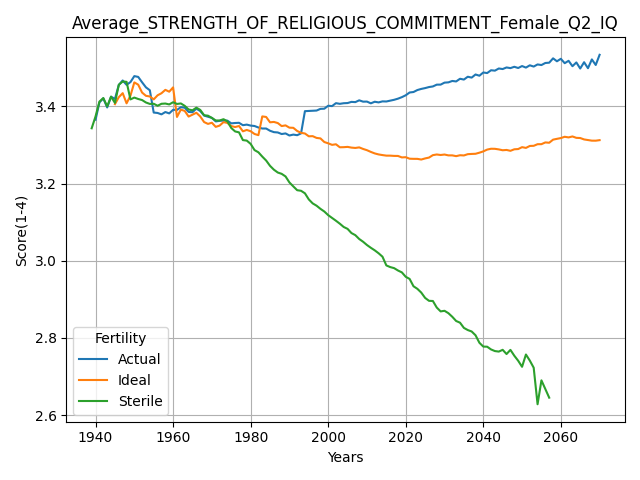 Average_STRENGTH_OF_RELIGIOUS_COMMITMENT_Female_Q2_IQ
Score(1-4)
3.4
3.2
3.0
2.8
2.6
Fertility
Actual
Ideal
Sterile
1940 1960 1980 2000 2020 2040 2060
Years